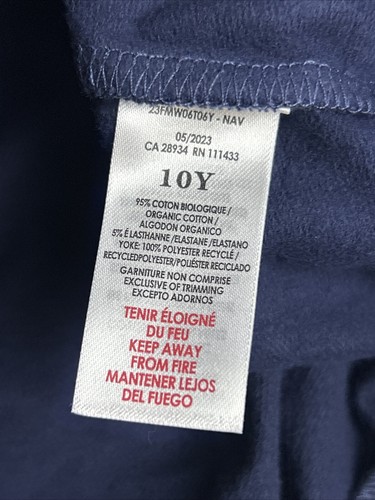 23FMW06T06Y - NAV
05/2023
CA 28934 RN 111433
10Y
95% COTON BIOLOGIQUE /
ORGANIC COTTON /
ALGODON ORGANICO
5% ÉLASTHANNE/ELASTANE/ELASTANO
YOKE: 100% POLYESTER RECYCLÉ /
RECYCLEDPOLYESTER/POLIÉSTER RECICLADO
GARNITURE NON COMPRISE
EXCLUSIVE OF TRIMMING
EXCEPTO ADORNOS
TENIR ÉLOIGNÉ
DU FEU
KEEP AWAY
FROM FIRE
MANTENER LEJOS
DEL FUEGO